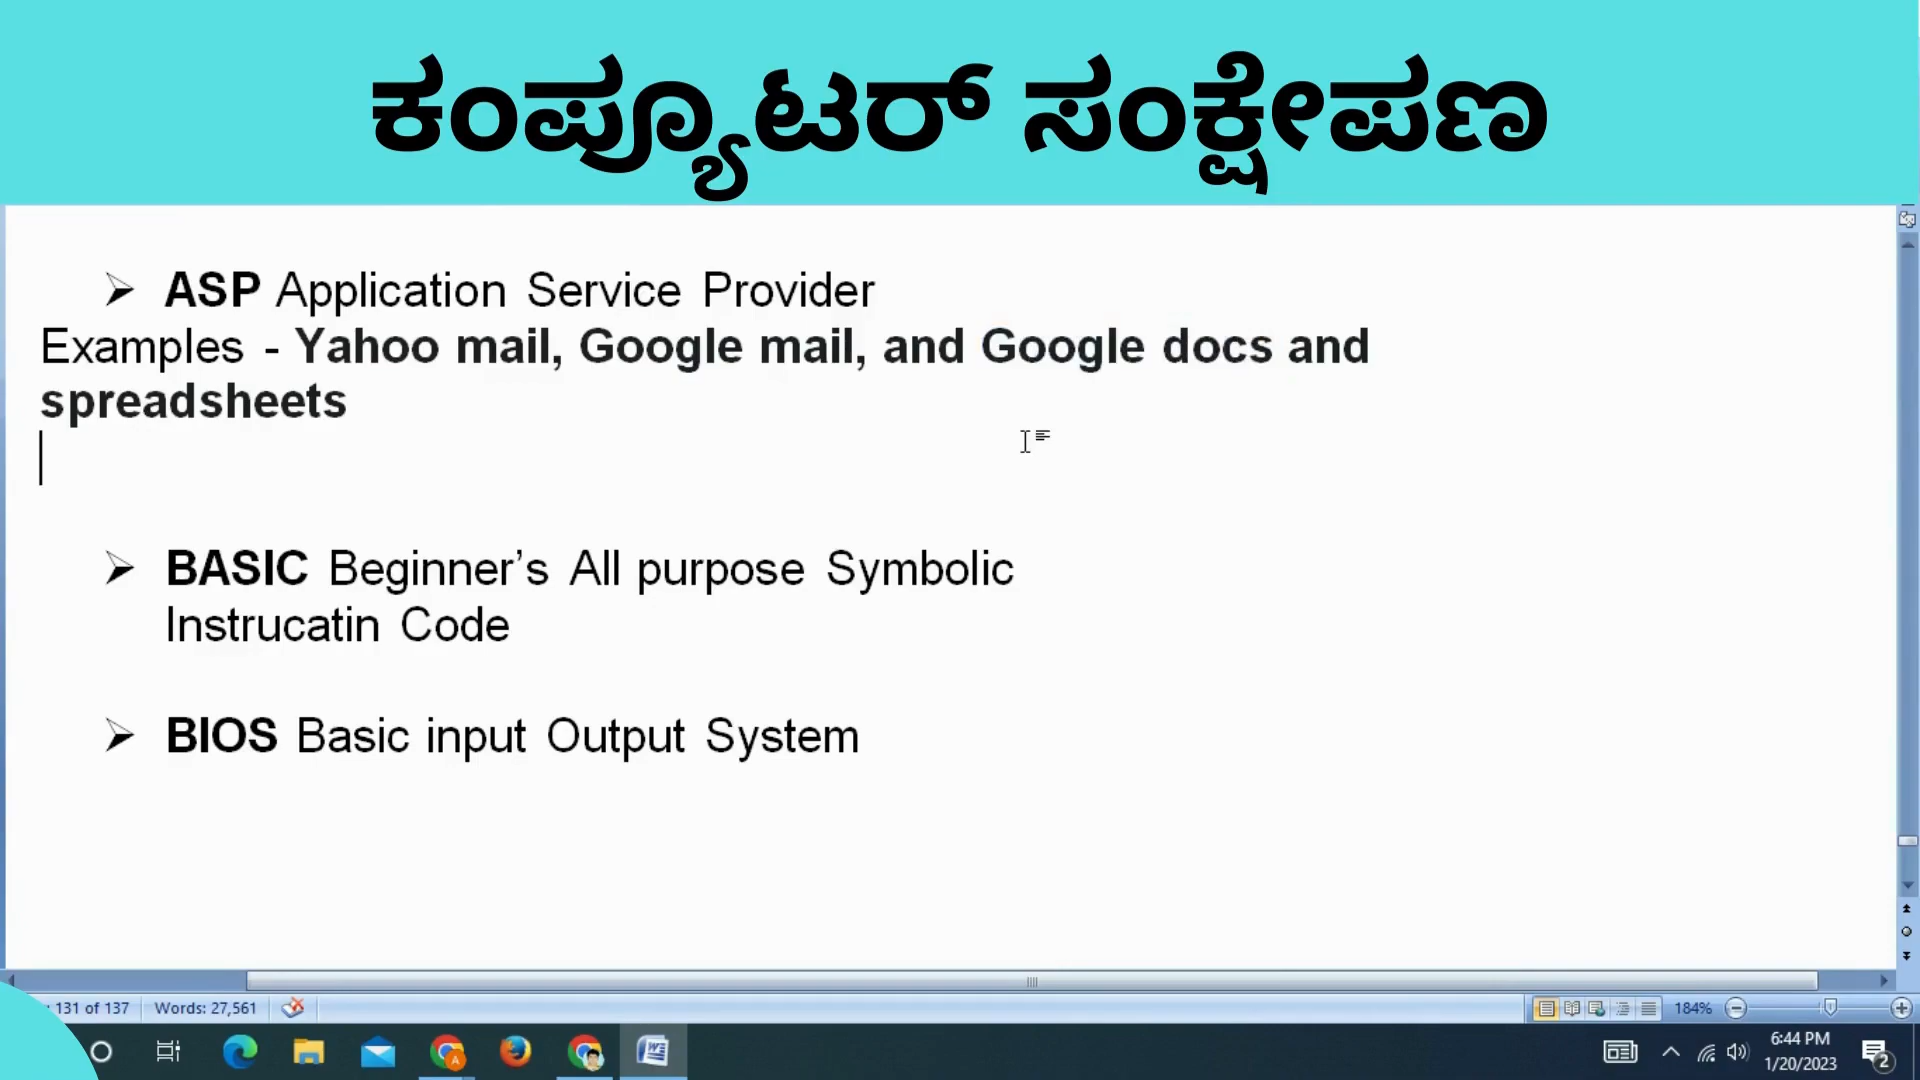 ಕಂಪ್ಯೂಟರ್ ಸಂಕ್ಷೇಪಣ
➢ ASP Application Service Provider
Examples - Yahoo mail, Google mail, and Google docs and
spreadsheets
➢ BASIC Beginner’s All purpose Symbolic
Instrucatin Code
➢ BIOS Basic input Output System
131 of 137 Words: 27,561 184%
6:44 PM
1/20/2023
2